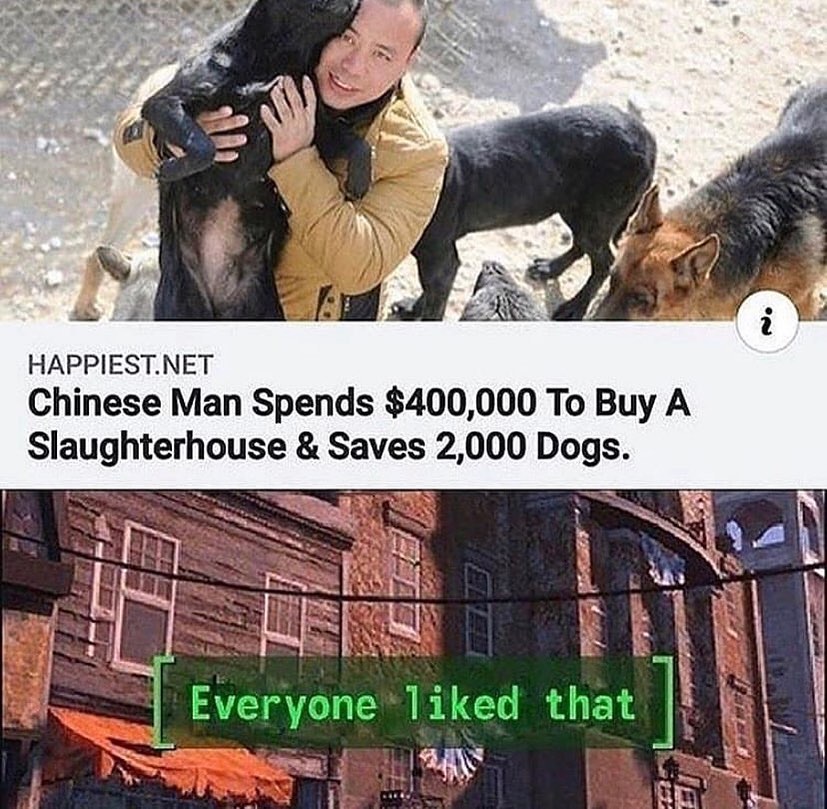 i
HAPPIEST.NET
Chinese Man Spends $400,000 To Buy A
Slaughterhouse & Saves 2,000 Dogs.
[Everyone liked that]